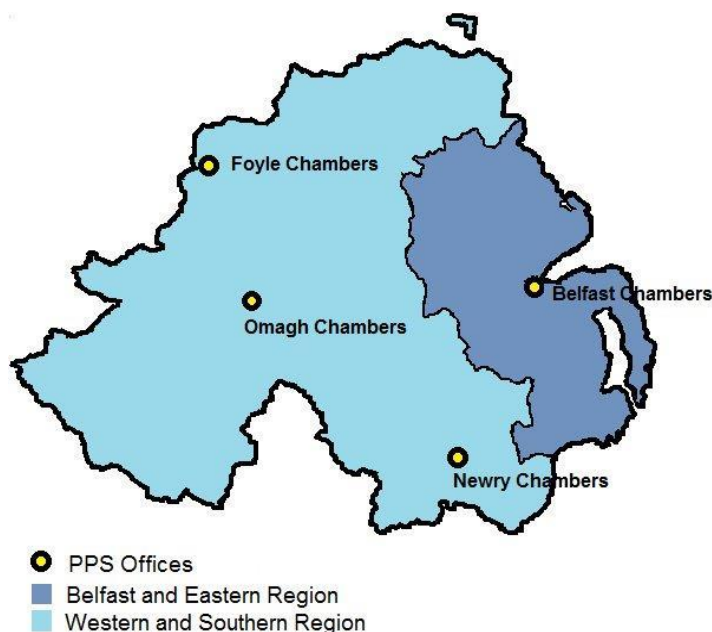 Foyle Chambers
Belfast Chambers
Omagh Chambers
Newry Chambers
PPS Offices
Belfast and Eastern Region
Western and Southern Region